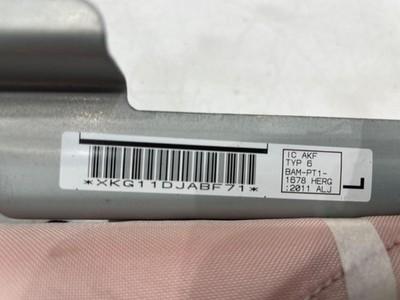 *XKG11DJABF71*
IC AKF
TYP 6
BAM-PT1-
1678 HERG
:2011 ALJ